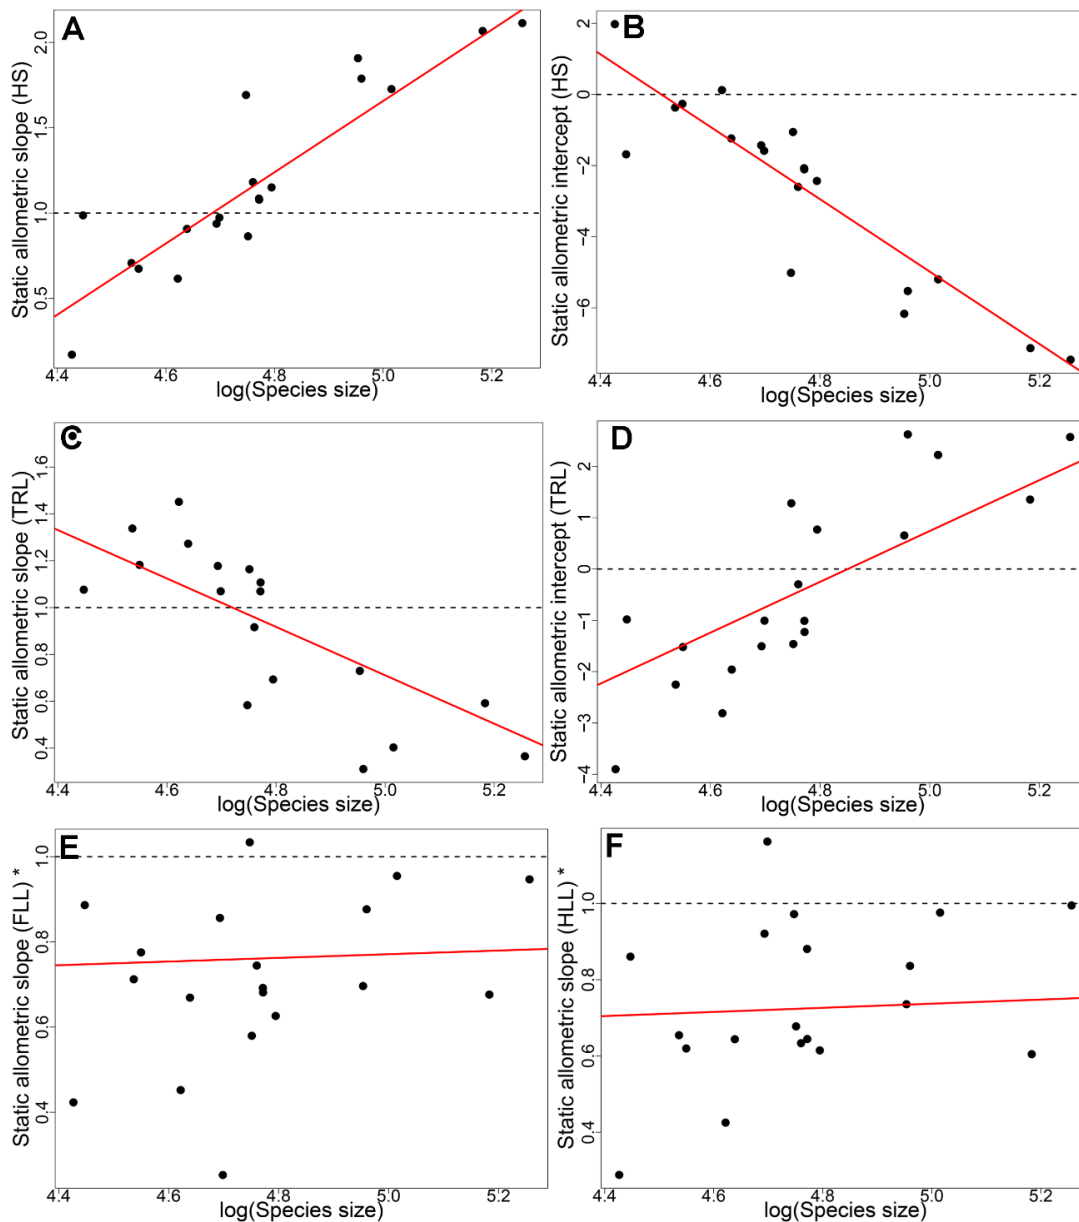 A
Static allometric slope (HS)
2.0
1.5
1.0
0.5
4.4 4.6 4.8 5.0 5.2
log(Species size)
B
Static allometric intercept (HS)
2
0
−2
−4
−6
4.4 4.6 4.8 5.0 5.2
log(Species size)
C
Static allometric slope (TRL)
1.6
1.4
1.2
1.0
0.8
0.6
0.4
4.4 4.6 4.8 5.0 5.2
log(Species size)
D
Static allometric intercept (TRL)
2
1
0
−1
−2
−3
−4
4.4 4.6 4.8 5.0 5.2
log(Species size)
E
Static allometric slope (FLL) *
1.0
0.8
0.6
0.4
4.4 4.6 4.8 5.0 5.2
log(Species size)
F
Static allometric slope (HLL) *
1.0
0.8
0.6
0.4
4.4 4.6 4.8 5.0 5.2
log(Species size)